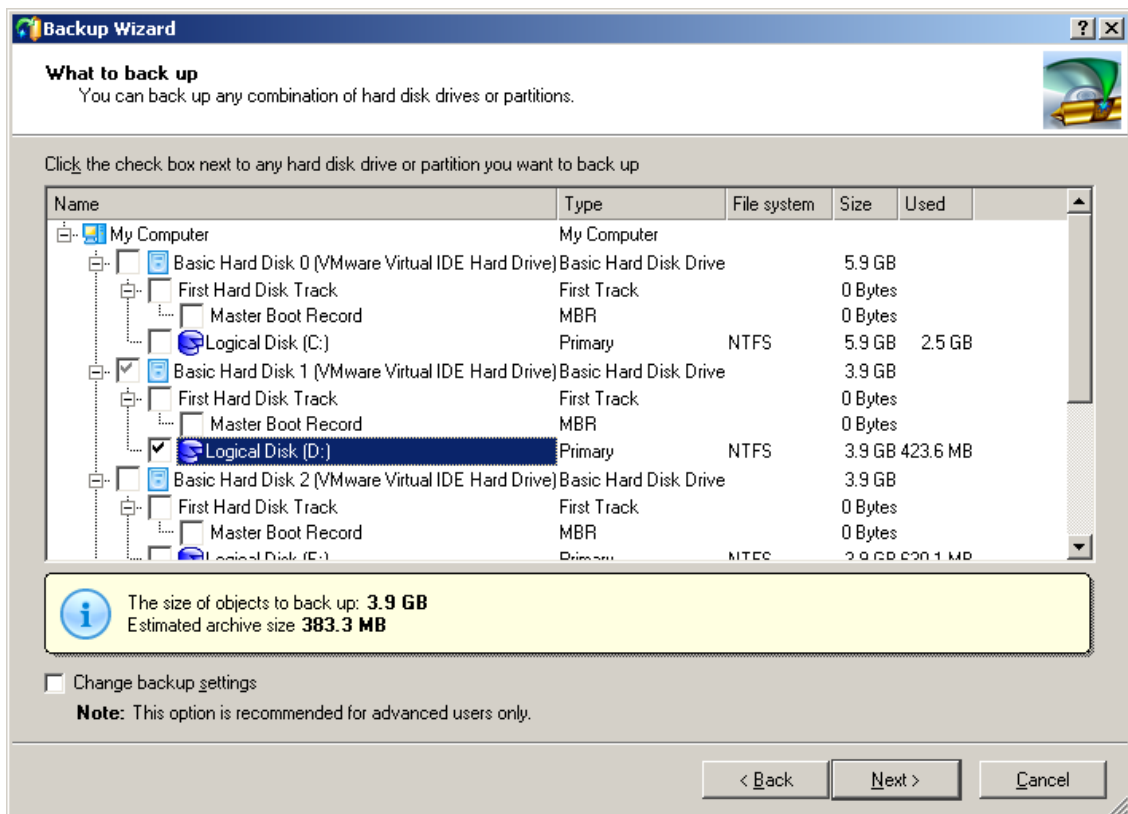 Backup Wizard
What to back up
You can back up any combination of hard disk drives or partitions.
Click the check box next to any hard disk drive or partition you want to back up
Name Type File system Size Used
My Computer My Computer
Basic Hard Disk 0 (VMware Virtual IDE Hard Drive) Basic Hard Disk Drive 5.9 GB
First Hard Disk Track First Track 0 Bytes
Master Boot Record MBR 0 Bytes
Logical Disk (C:) Primary NTFS 5.9 GB 2.5 GB
Basic Hard Disk 1 (VMware Virtual IDE Hard Drive) Basic Hard Disk Drive 3.9 GB
First Hard Disk Track First Track 0 Bytes
Master Boot Record MBR 0 Bytes
Logical Disk (D:) Primary NTFS 3.9 GB 423.6 MB
Basic Hard Disk 2 (VMware Virtual IDE Hard Drive) Basic Hard Disk Drive 3.9 GB
First Hard Disk Track First Track 0 Bytes
Master Boot Record MBR 0 Bytes
Logical Disk Primary NTFS 3.9 GB
The size of objects to back up: 3.9 GB
Estimated archive size 383.3 MB
Change backup settings
Note: This option is recommended for advanced users only.
< Back Next > Cancel